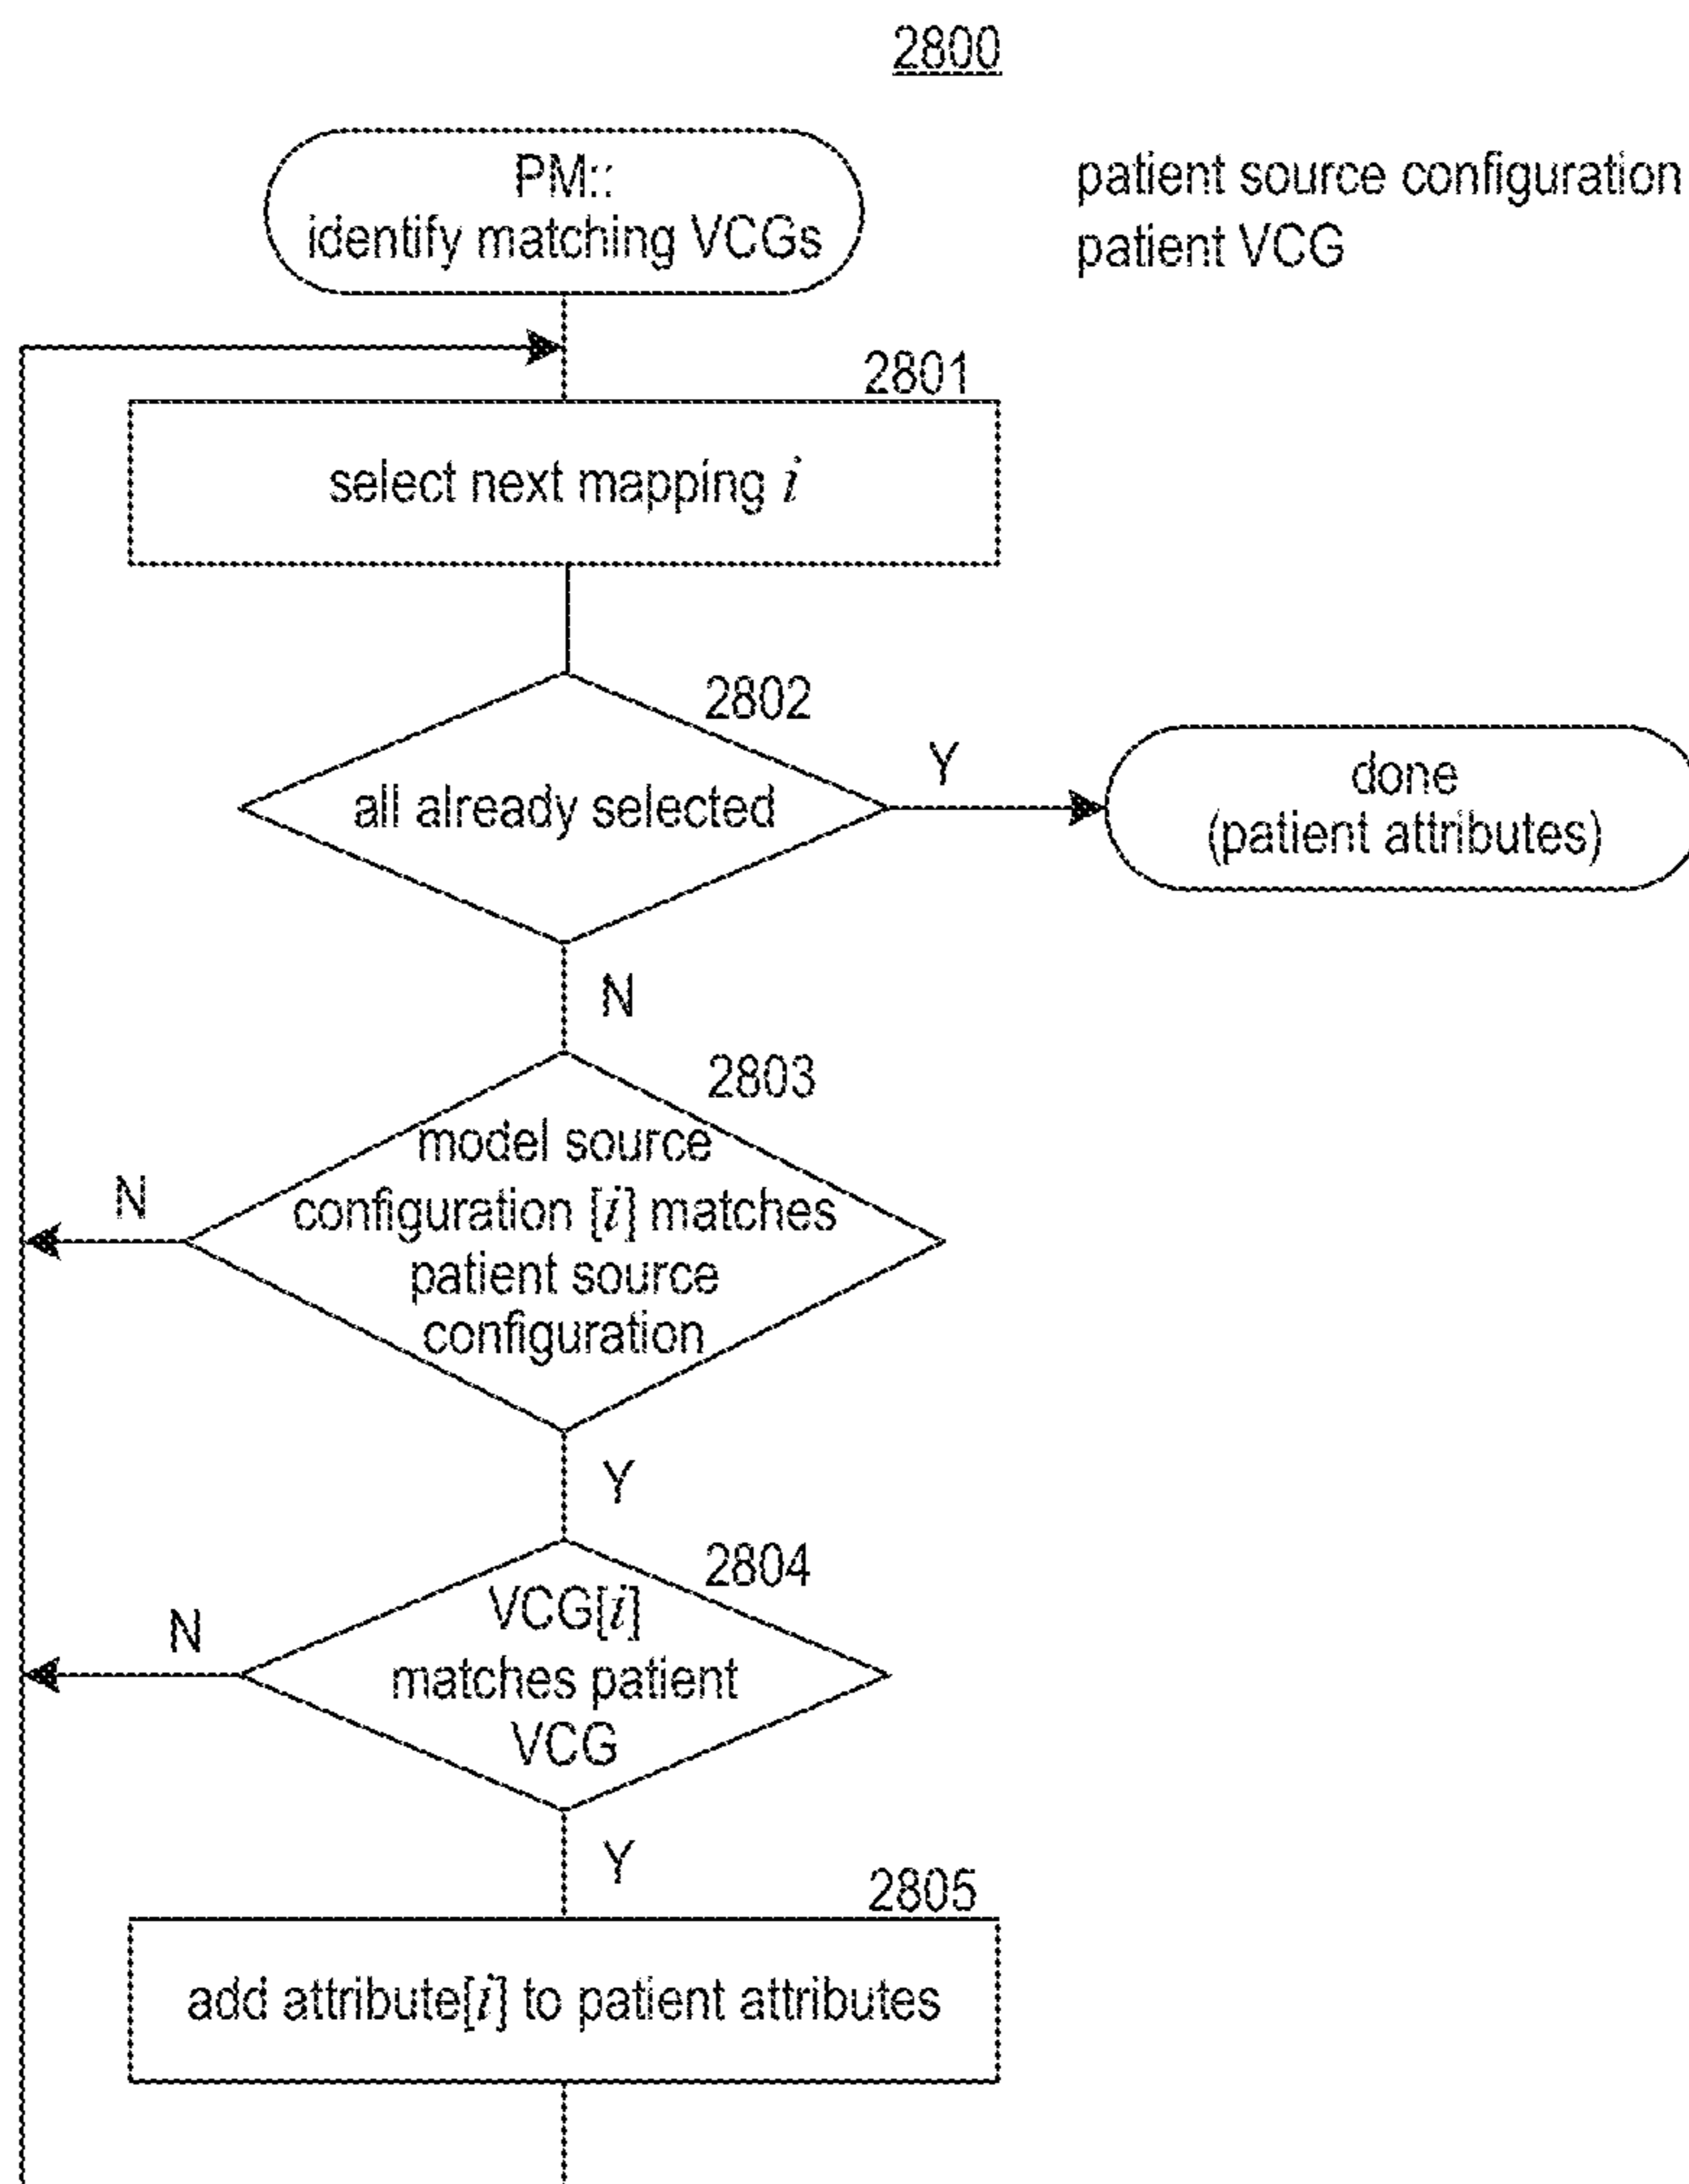 2800
PM::
identify matching VCGs
patient source configuration
patient VCG
2801
select next mapping i
2802
all already selected
Y
done
(patient attributes)
N
2803
model source
configuration [i] matches
patient source
configuration
N
Y
2804
VCG[i]
matches patient
VCG
N
Y
2805
add attribute[i] to patient attributes